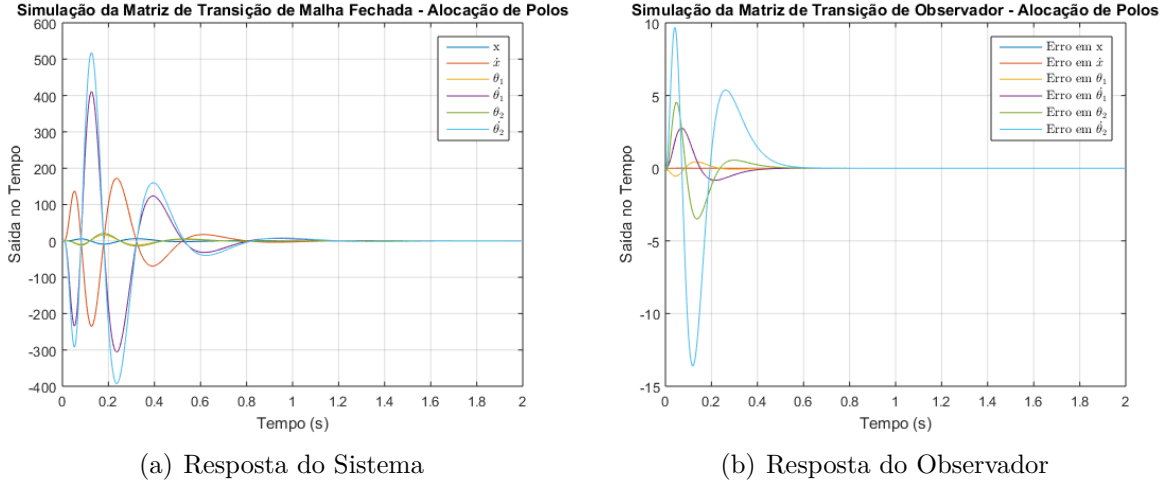 Simulação da Matriz de Transição de Malha Fechada - Alocação de Polos
600
500
400
300
200
100
0
-100
-200
-300
-400
Saída no Tempo
x
ẋ
θ₁
θ̇₁
θ₂
θ̇₂
0 0.2 0.4 0.6 0.8 1 1.2 1.4 1.6 1.8 2
Tempo (s)
(a) Resposta do Sistema
Simulação da Matriz de Transição de Observador - Alocação de Polos
10
5
0
-5
-10
-15
Saída no Tempo
Erro em x
Erro em ẋ
Erro em θ₁
Erro em θ̇₁
Erro em θ₂
Erro em θ̇₂
0 0.2 0.4 0.6 0.8 1 1.2 1.4 1.6 1.8 2
Tempo (s)
(b) Resposta do Observador